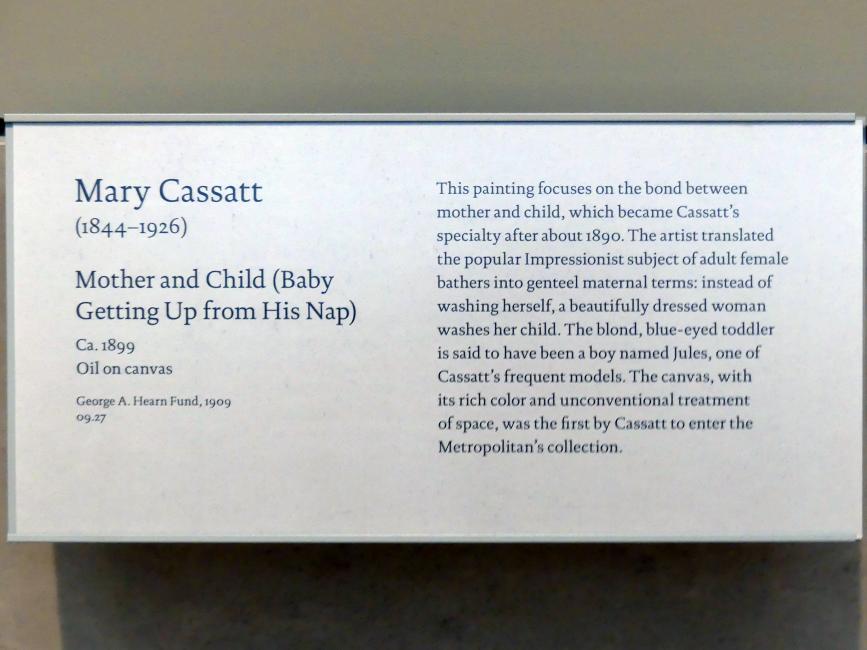 Mary Cassatt
(1844–1926)
Mother and Child (Baby
Getting Up from His Nap)
Ca. 1899
Oil on canvas
George A. Hearn Fund, 1909
09.27
This painting focuses on the bond between
mother and child, which became Cassatt’s
specialty after about 1890. The artist translated
the popular Impressionist subject of adult female
bathers into genteel maternal terms: instead of
washing herself, a beautifully dressed woman
washes her child. The blond, blue-eyed toddler
is said to have been a boy named Jules, one of
Cassatt’s frequent models. The canvas, with
its rich color and unconventional treatment
of space, was the first by Cassatt to enter the
Metropolitan’s collection.